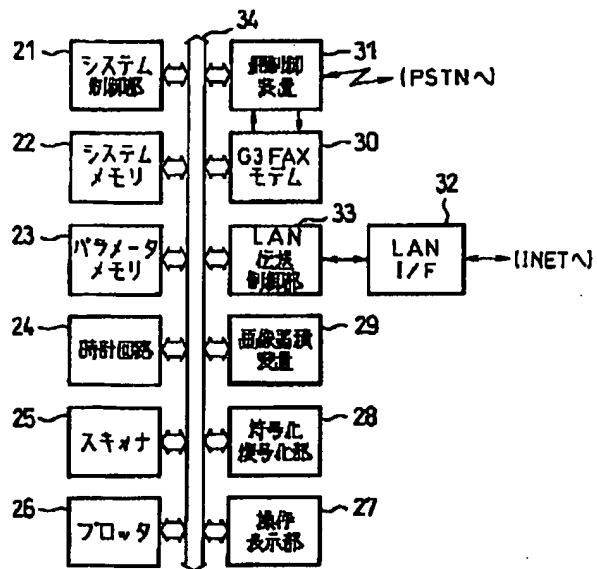 34
21
システム
制御部
31
網制御
装置
(PSTNへ)
22
システム
メモリ
30
G3 FAX
モデム
23
パラメータ
メモリ
33
LAN
伝送
制御部
32
LAN
I/F
(INETへ)
24
時計回路
29
画像蓄積
装置
25
スキャナ
28
符号化
復号化部
26
プロッタ
27
操作
表示部